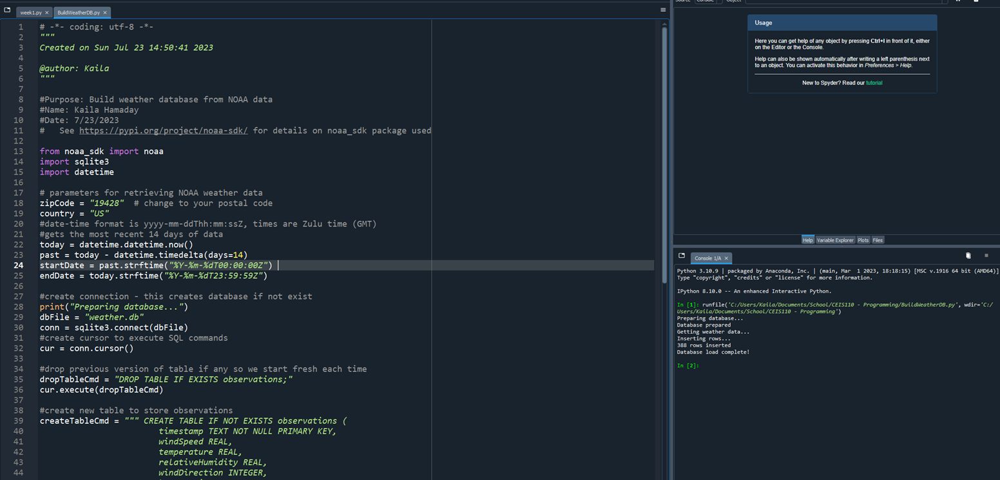 Source Console Object
week1.py × BuildWeatherDB.py ×
1 # -*- coding: utf-8 -*-
2 """
3 Created on Sun Jul 23 14:50:41 2023
4
5 @author: Kaila
6 """
7
8 #Purpose: Build weather database from NOAA data
9 #Name: Kaila Hamaday
10 #Date: 7/23/2023
11 #   See https://pypi.org/project/noaa-sdk/ for details on noaa_sdk package used
12
13 from noaa_sdk import noaa
14 import sqlite3
15 import datetime
16
17 # parameters for retrieving NOAA weather data
18 zipCode = "19428"  # change to your postal code
19 country = "US"
20 #date-time format is yyyy-mm-ddThh:mm:ssZ, times are Zulu time (GMT)
21 #gets the most recent 14 days of data
22 today = datetime.datetime.now()
23 past = today - datetime.timedelta(days=14)
24 startDate = past.strftime("%Y-%m-%dT00:00:00Z")
25 endDate = today.strftime("%Y-%m-%dT23:59:59Z")
26
27 #create connection - this creates database if not exist
28 print("Preparing database...")
29 dbFile = "weather.db"
30 conn = sqlite3.connect(dbFile)
31 #create cursor to execute SQL commands
32 cur = conn.cursor()
33
34 #drop previous version of table if any so we start fresh each time
35 dropTableCmd = "DROP TABLE IF EXISTS observations;"
36 cur.execute(dropTableCmd)
37
38 #create new table to store observations
39 createTableCmd = """ CREATE TABLE IF NOT EXISTS observations (
40                         timestamp TEXT NOT NULL PRIMARY KEY,
41                         windSpeed REAL,
42                         temperature REAL,
43                         relativeHumidity REAL,
44                         windDirection INTEGER,
Usage
Here you can get help of any object by pressing Ctrl+I in front of it, either
on the Editor or the Console.
Help can also be shown automatically after writing a left parenthesis next
to an object. You can activate this behavior in Preferences > Help.
New to Spyder? Read our tutorial
Help Variable Explorer Plots Files
Console 1/A ×
Python 3.10.9 | packaged by Anaconda, Inc. | (main, Mar  1 2023, 18:18:15) [MSC v.1916 64 bit (AMD64)]
Type "copyright", "credits" or "license" for more information.
IPython 8.10.0 -- An enhanced Interactive Python.
In [1]: runfile('C:/Users/Kaila/Documents/School/CEIS110 - Programming/BuildWeatherDB.py', wdir='C:/
Users/Kaila/Documents/School/CEIS110 - Programming')
Preparing database...
Database prepared
Getting weather data...
Inserting rows...
388 rows inserted
Database load complete!
In [2]: